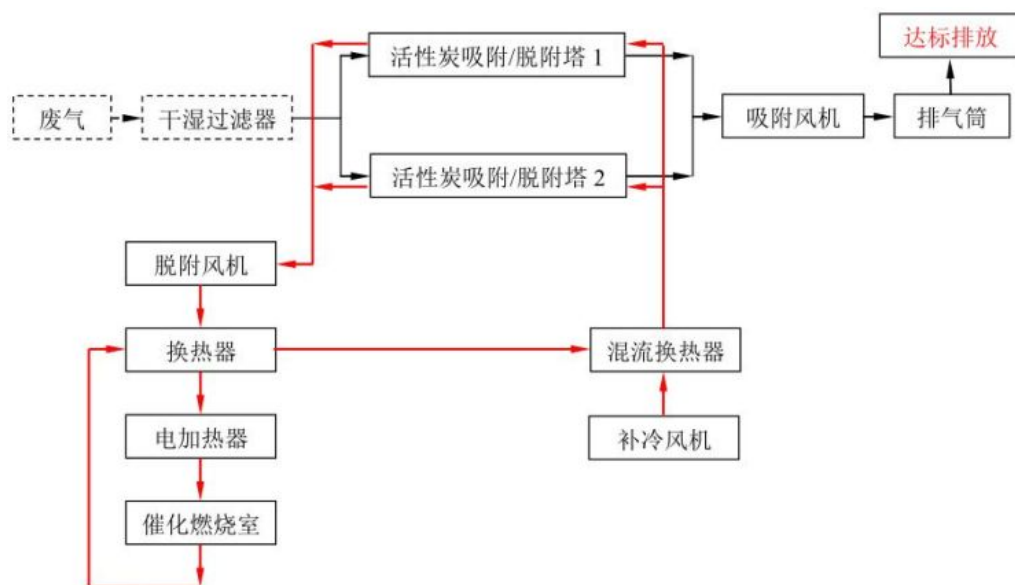 达标排放
活性炭吸附/脱附塔 1
废气
干湿过滤器
吸附风机
排气筒
活性炭吸附/脱附塔 2
脱附风机
换热器
混流换热器
电加热器
补冷风机
催化燃烧室